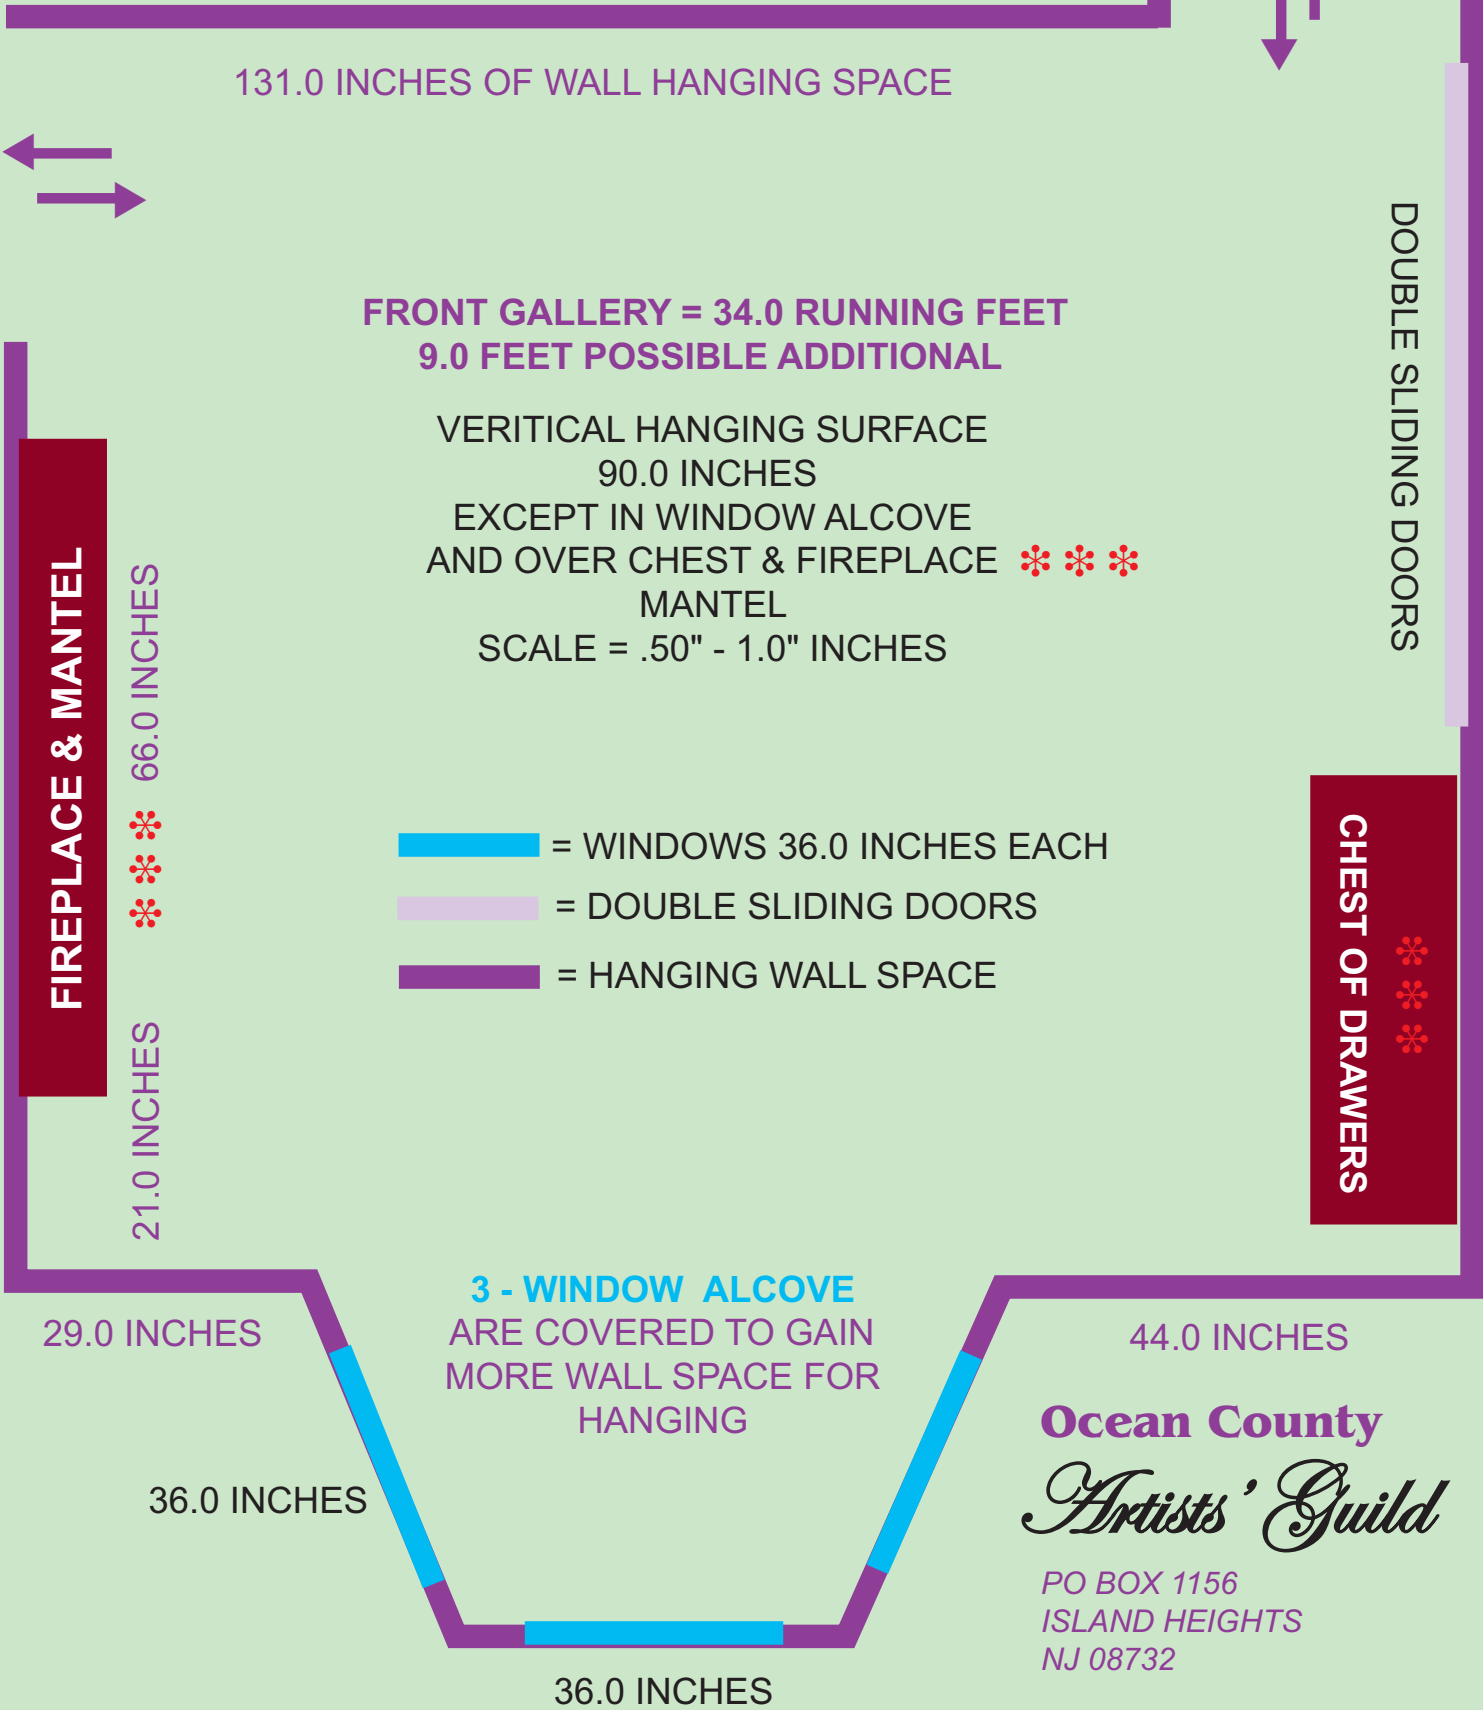 131.0 INCHES OF WALL HANGING SPACE
DOUBLE SLIDING DOORS
FRONT GALLERY = 34.0 RUNNING FEET
9.0 FEET POSSIBLE ADDITIONAL
VERITICAL HANGING SURFACE
90.0 INCHES
EXCEPT IN WINDOW ALCOVE
AND OVER CHEST & FIREPLACE
MANTEL
SCALE = .50" - 1.0" INCHES
FIREPLACE & MANTEL
66.0 INCHES
21.0 INCHES
= WINDOWS 36.0 INCHES EACH
= DOUBLE SLIDING DOORS
= HANGING WALL SPACE
CHEST OF DRAWERS
3 - WINDOW ALCOVE
ARE COVERED TO GAIN
MORE WALL SPACE FOR
HANGING
29.0 INCHES
44.0 INCHES
36.0 INCHES
36.0 INCHES
Ocean County
Artists' Guild
PO BOX 1156
ISLAND HEIGHTS
NJ 08732